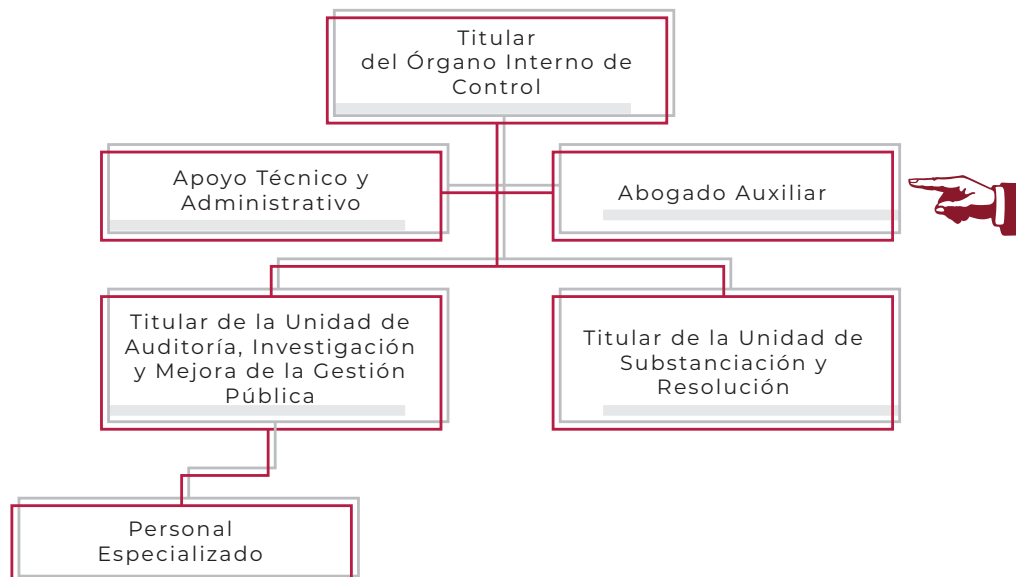 Titular
del Órgano Interno de
Control
Apoyo Técnico y
Administrativo
Abogado Auxiliar
Titular de la Unidad de
Auditoría, Investigación
y Mejora de la Gestión
Pública
Titular de la Unidad de
Substanciación y
Resolución
Personal
Especializado